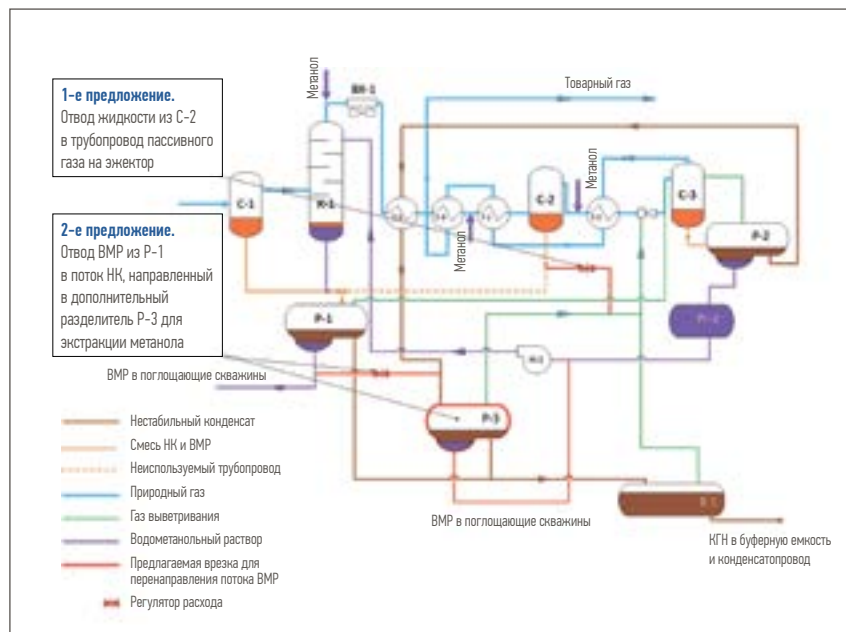 1-е предложение.
Отвод жидкости из С-2
в трубопровод пассивного
газа на эжектор
2-е предложение.
Отвод ВМР из Р-1
в поток НК, направленный
в дополнительный
разделитель Р-3 для
экстракции метанола
Метанол
ВХ-1
Товарный газ
С-1
К-1
С-2
Метанол
С-3
Р-2
Метанол
Р-1
Р-3
ВМР в поглощающие скважины
Нестабильный конденсат
Смесь НК и ВМР
Неиспользуемый трубопровод
Природный газ
Газ выветривания
Водометанольный раствор
Предлагаемая врезка для
перенаправления потока ВМР
Регулятор расхода
ВМР в поглощающие скважины
КГН в буферную емкость
и конденсатопровод